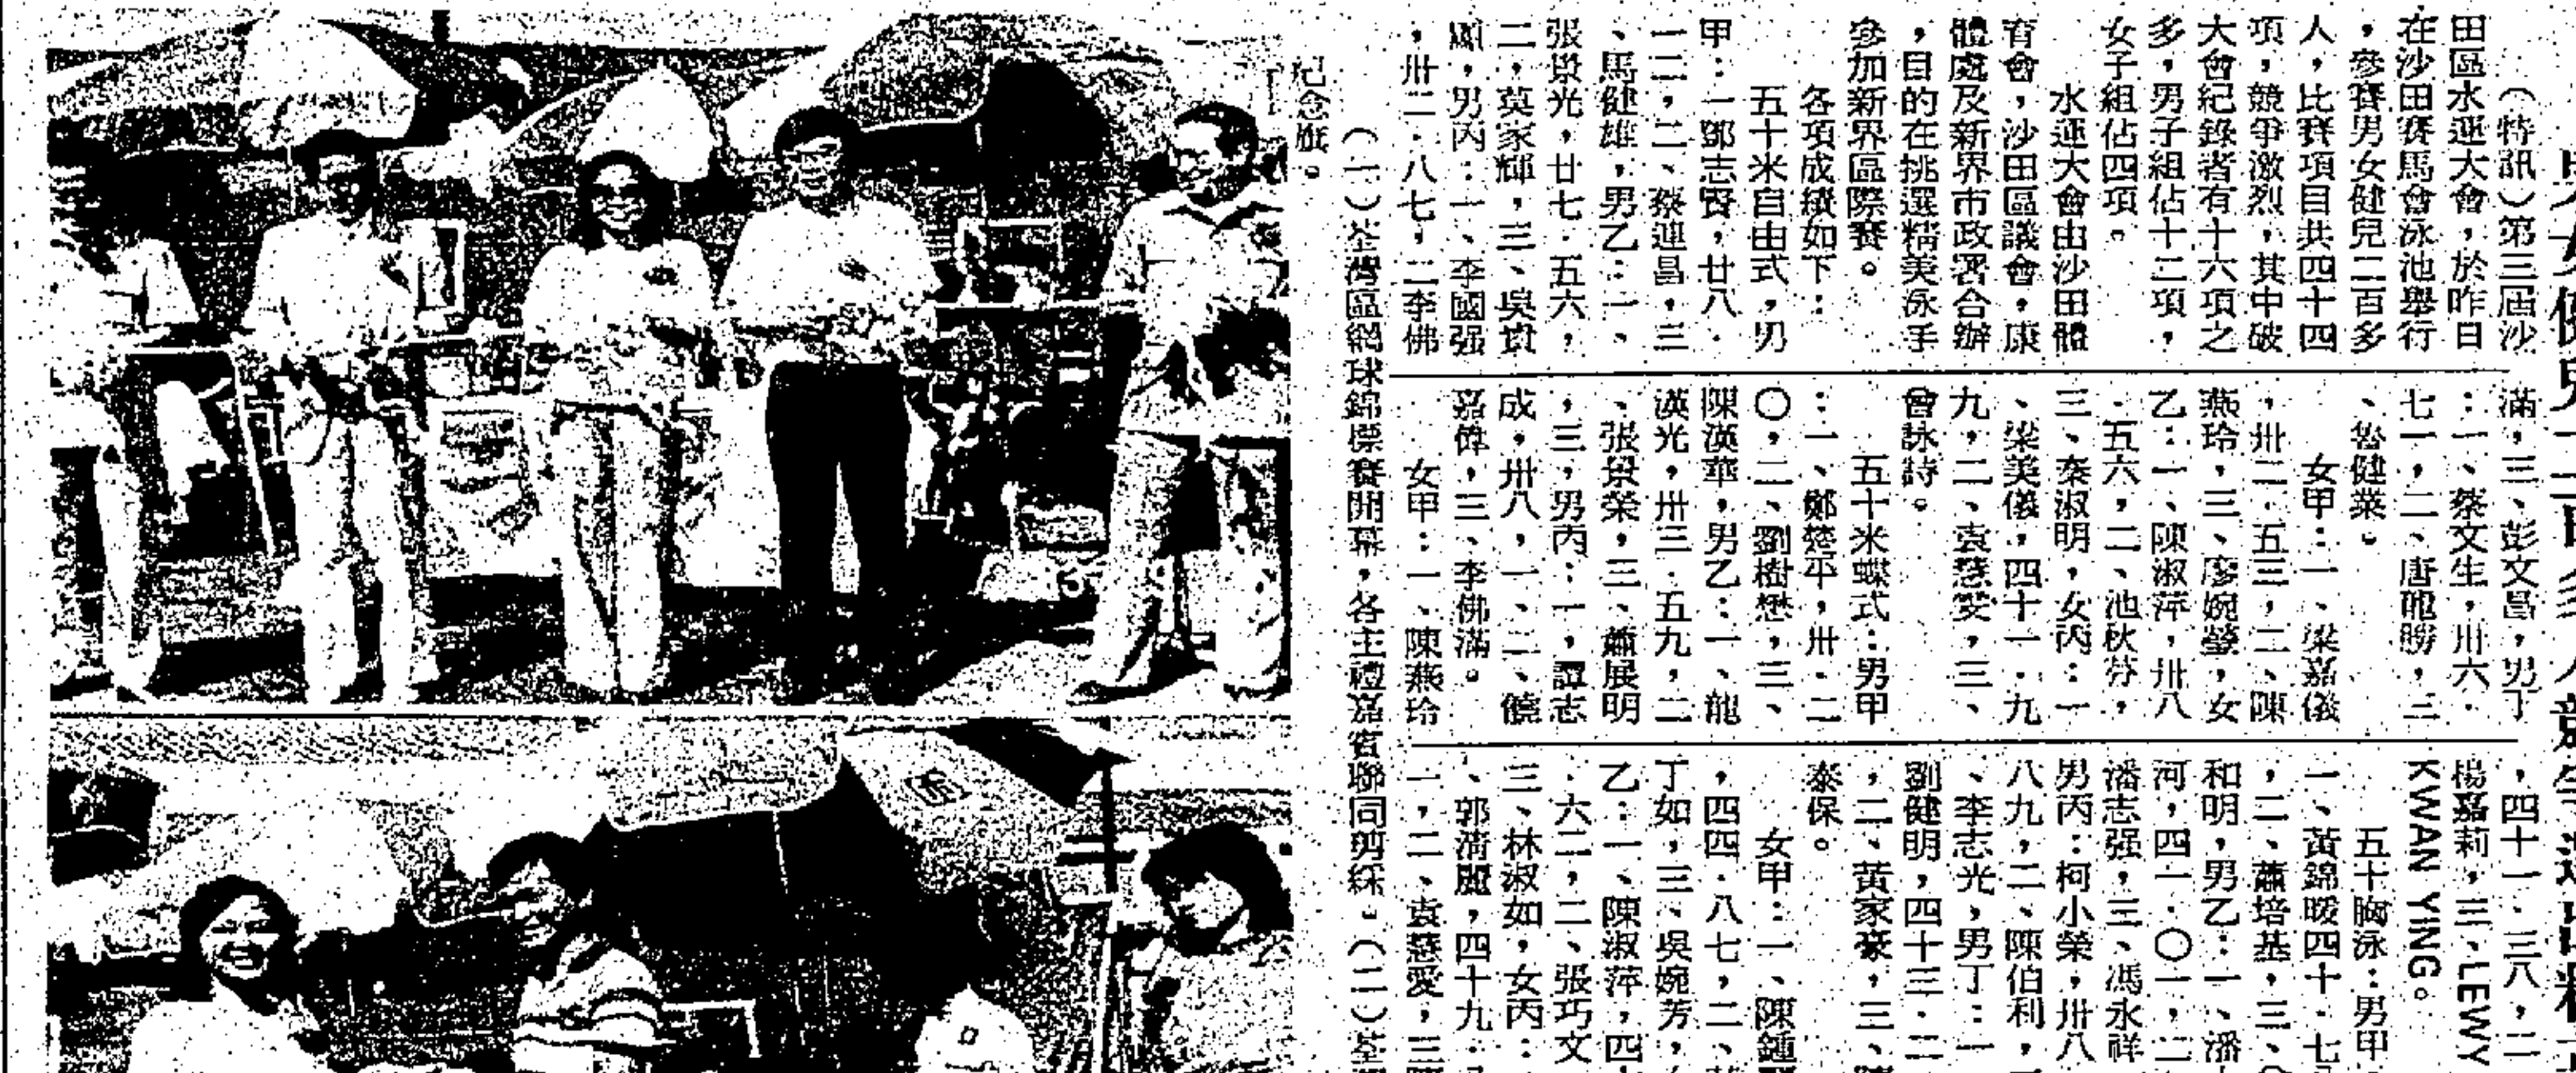 （特訊）第三屆沙
田區水運大會，於昨日
在沙田賽馬會泳池舉行
，參賽男女健兒二百多
人，比賽項目共四十四
項，競爭激烈，其中破
大會紀錄者有十六項之
多，男子組佔十二項，
女子組佔四項。
水運大會由沙田體
育會，沙田區議會，康
體處及新界市政署合辦
，目的在挑選精美泳手
參加新界區際賽。
各項成績如下：
五十米自由式，男
甲：一鄧志賢，廿八．
一二，二、蔡連昌，三
、馬健雄，男乙：一、
張景光，廿七．五六，
二，莫家輝，三、吳貴
顯，男丙：一、李國强
，卅二．八七，二李佛
滿，三、彭文昌，男丁
：一、蔡文生，卅六．
七一，二、唐龍勝，三
、魯健業。
女甲：一、梁嘉儀
，卅二．五三，二、陳
燕玲，三、廖婉瑩，女
乙：一、陳淑萍，卅八
．五六，二、池秋芬，
三、秦淑明，女丙：一
、梁美儀，四十一．九
九，二、袁慧雯，三、
曾詠詩。
五十米蝶式：男甲
：一、鄭楚平，卅．二
〇，二、劉樹懋，三、
陳漢華，男乙：一、龍
漢光，卅三．五九，二
、張景榮，三、蕭展明
，三，男丙：一，譚志
成，卅八，一、二、饒
嘉偉，三、李佛滿。
女甲：一、陳燕玲
，四十一．三八，二
楊嘉莉，三、LEWY
KWAN YING。
五十胸泳：男甲
一、黃錦暖四十．七
，二、蕭培基，三、
和明，男乙：一、潘
河，四一．〇一，二
潘志强，三、馮永祥
男丙：柯小榮，卅八
八九，二、陳伯利，
、李志光，男丁：一
劉健明，四十三．二
，二、黃家豪，三、
泰保。
女甲：一、陳鍾
，四四．八七，二、
丁如，三、吳婉芳，
乙：一、陳淑萍，四
．六二，二、張巧文
三、林淑如，女丙：
、郭清麗，四十九．
一，二、袁慧愛，三
（一）荃灣區網球錦標賽開幕，各主禮嘉賓聯同剪綵。（二）荃
紀念旗。